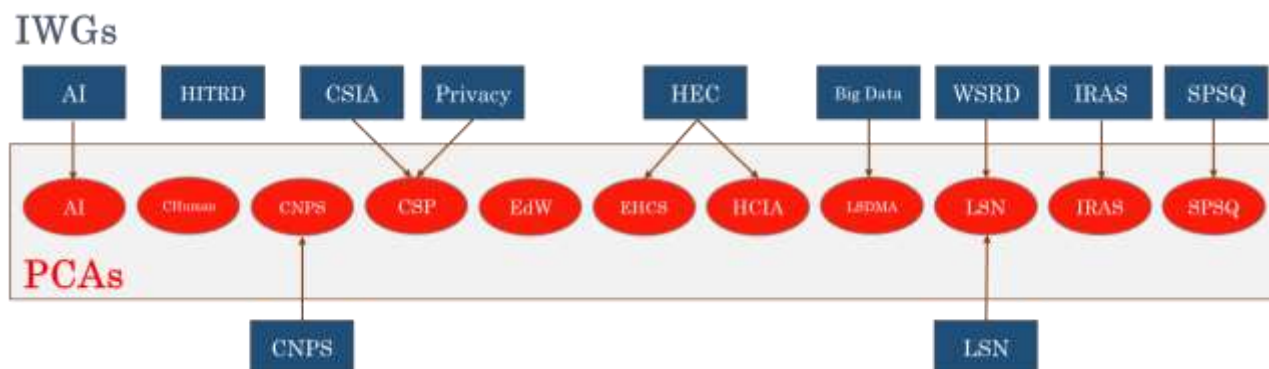 IWGs
AI HITRD CSIA Privacy HEC Big Data WSRD IRAS SPSQ
AI CHuman CNPS CSP EdW EHCS HCIA LSDMA LSN IRAS SPSQ
PCAs
CNPS LSN